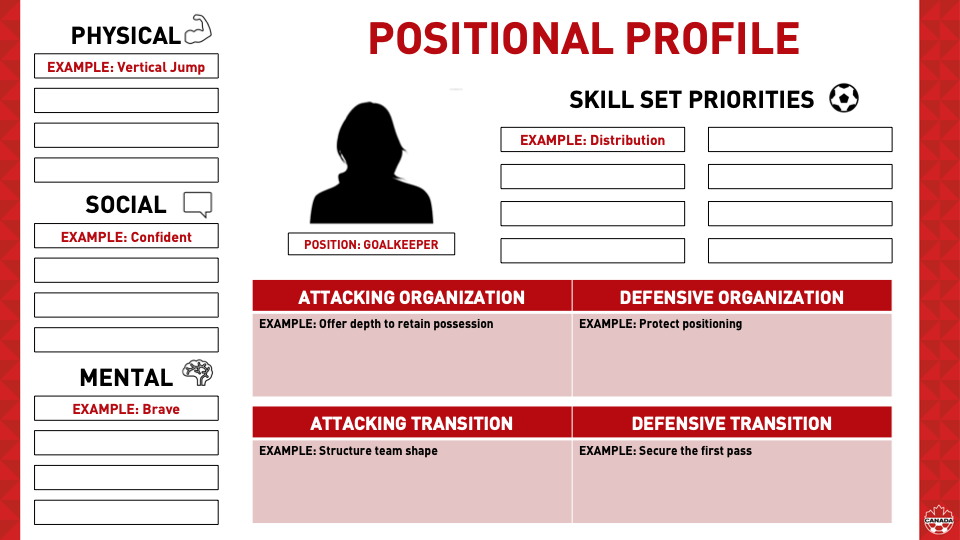 POSITIONAL PROFILE
PHYSICAL
EXAMPLE: Vertical Jump
SOCIAL
EXAMPLE: Confident
MENTAL
EXAMPLE: Brave
POSITION: GOALKEEPER
SKILL SET PRIORITIES
EXAMPLE: Distribution
ATTACKING ORGANIZATION
EXAMPLE: Offer depth to retain possession
DEFENSIVE ORGANIZATION
EXAMPLE: Protect positioning
ATTACKING TRANSITION
EXAMPLE: Structure team shape
DEFENSIVE TRANSITION
EXAMPLE: Secure the first pass
CANADA